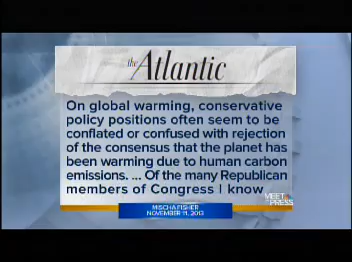 the Atlantic
On global warming, conservative
policy positions often seem to be
conflated or confused with rejection
of the consensus that the planet has
been warming due to human carbon
emissions. ... Of the many Republican
members of Congress I know
MEET
THE PRESS
MISCHA FISHER
NOVEMBER 11, 2013